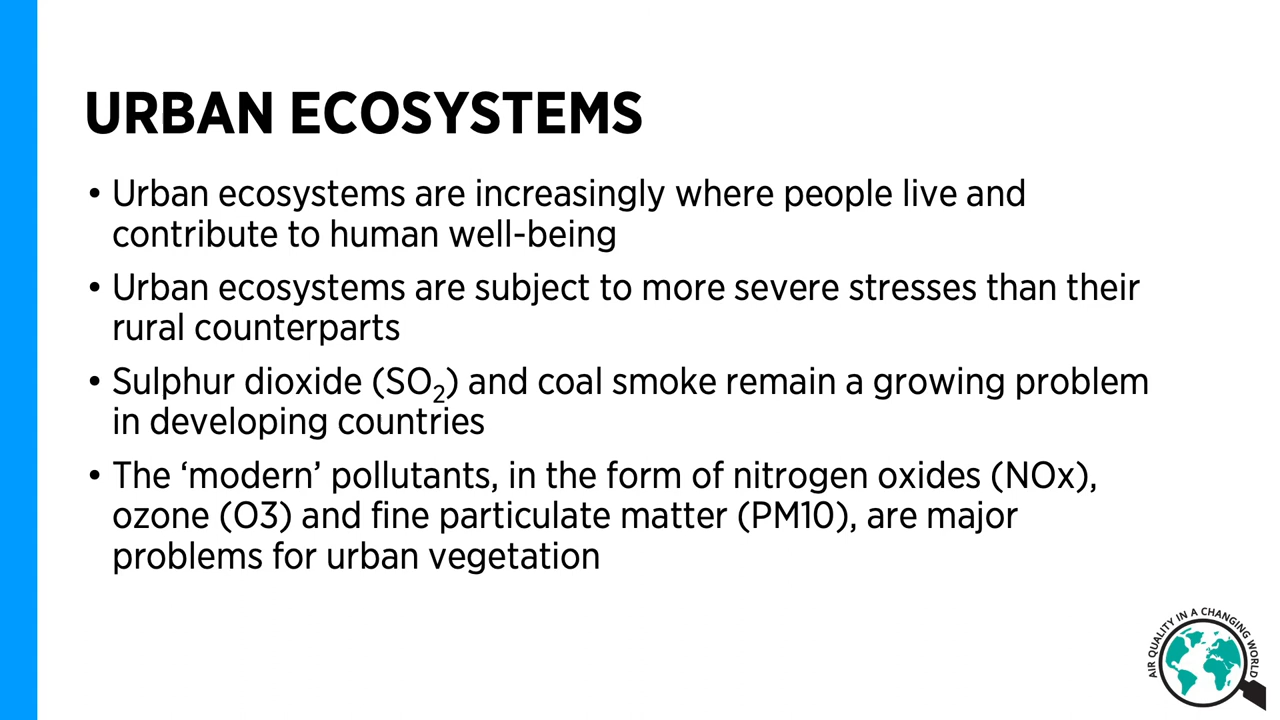 URBAN ECOSYSTEMS
• Urban ecosystems are increasingly where people live and
contribute to human well-being
• Urban ecosystems are subject to more severe stresses than their
rural counterparts
• Sulphur dioxide (SO₂) and coal smoke remain a growing problem
in developing countries
• The ‘modern’ pollutants, in the form of nitrogen oxides (NOx),
ozone (O3) and fine particulate matter (PM10), are major
problems for urban vegetation
AIR QUALITY IN A CHANGING WORLD